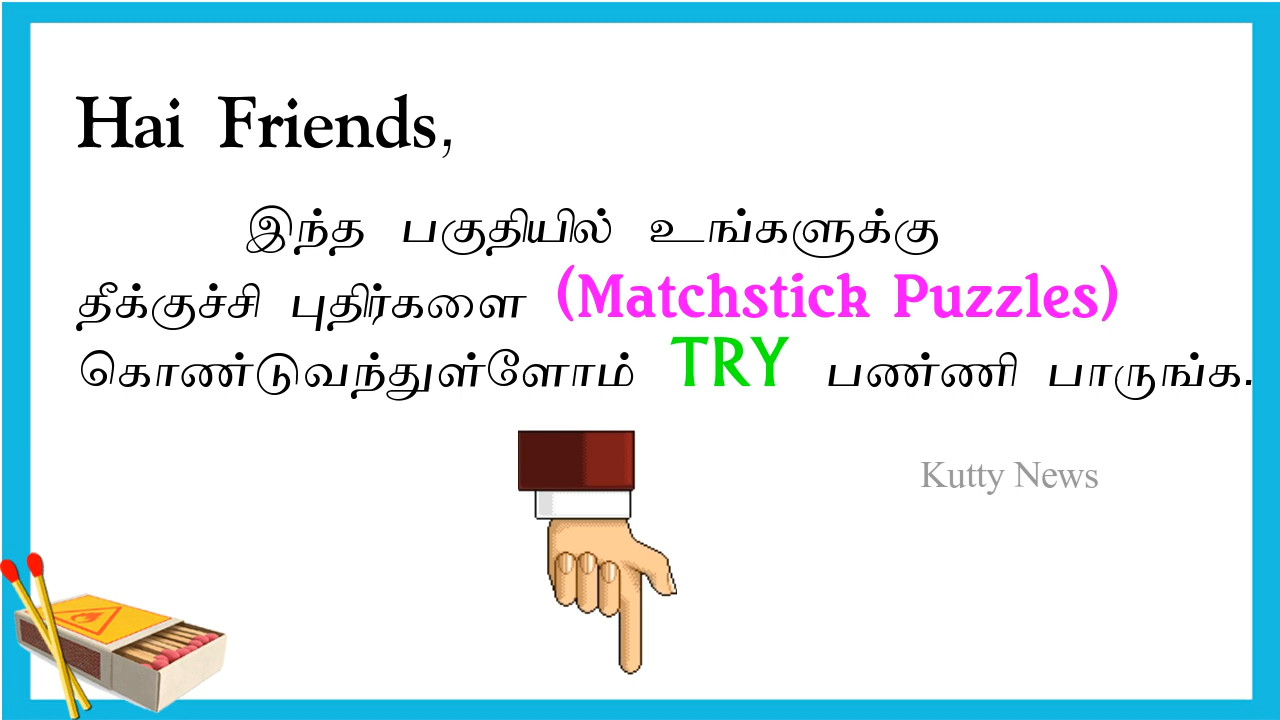 Hai Friends,
இந்த பகுதியில் உங்களுக்கு
தீக்குச்சி புதிர்களை (Matchstick Puzzles)
கொண்டுவந்துள்ளோம் TRY பண்ணி பாருங்க.
Kutty News